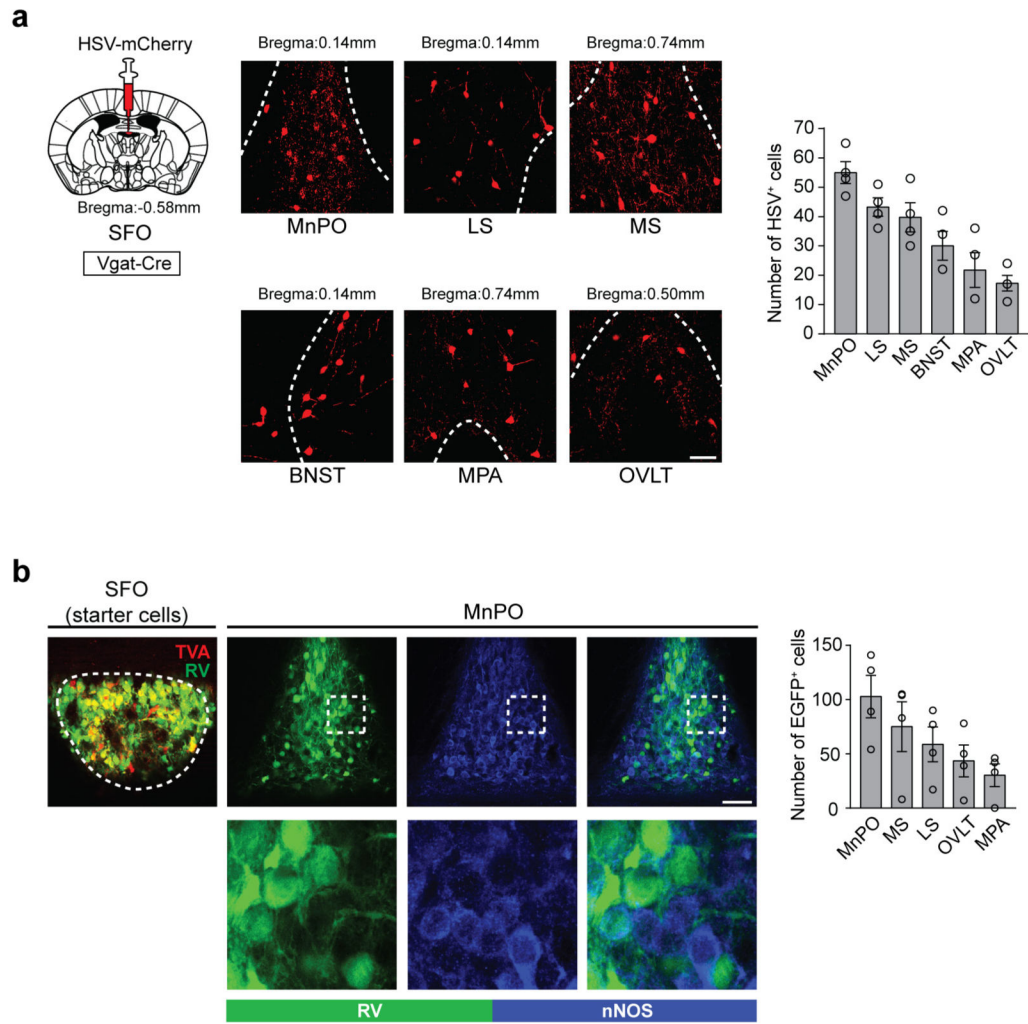 a
HSV-mCherry
Bregma:-0.58mm
SFO
Vgat-Cre
Bregma:0.14mm
Bregma:0.14mm
Bregma:0.74mm
MnPO
LS
MS
Bregma:0.14mm
Bregma:0.74mm
Bregma:0.50mm
BNST
MPA
OVLT
Number of HSV⁺ cells
70
60
50
40
30
20
10
0
MnPO
LS
MS
BNST
MPA
OVLT
b
SFO
(starter cells)
TVA
RV
MnPO
RV
nNOS
Number of EGFP⁺ cells
150
100
50
0
MnPO
MS
LS
OVLT
MPA